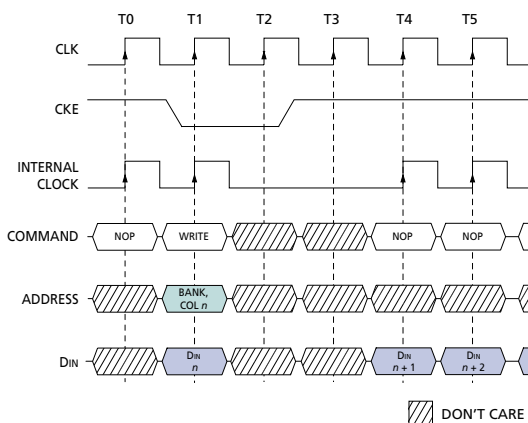 T0 T1 T2 T3 T4 T5
CLK
CKE
INTERNAL
CLOCK
COMMAND NOP WRITE NOP NOP
ADDRESS BANK,
COL n
DIN DIN
n DIN
n + 1 DIN
n + 2
DON'T CARE